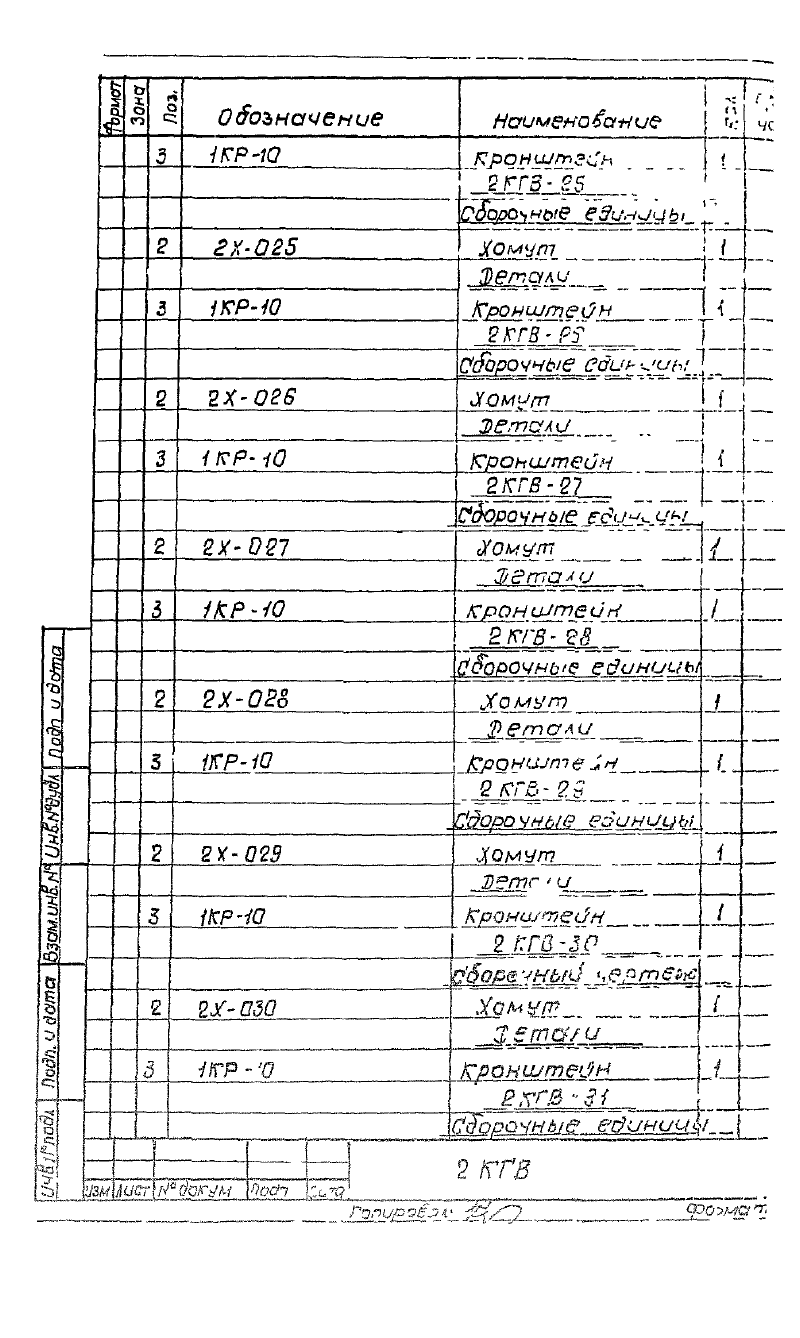 Формат Зона Поз. Обозначение Наименование
3 1КР-10 Кронштейн 1
2КГВ-25
Сборочные единицы
2 2Х-025 Хомут 1
Детали
3 1КР-10 Кронштейн 1
2КГВ-
Сборочные единицы
2 2Х-026 Хомут 1
Детали
3 1КР-10 Кронштейн 1
2КГВ-27
Сборочные единицы
2 2Х-027 Хомут 1
Детали
3 1КР-10 Кронштейн 1
2КГВ-28
Сборочные единицы
2 2Х-028 Хомут 1
Детали
3 1КР-10 Кронштейн 1
2КГВ-29
Сборочные единицы
2 2Х-029 Хомут 1
Детали
3 1КР-10 Кронштейн 1
2КГВ-30
Сборочный чертеж
2 2Х-030 Хомут 1
Детали
3 1КР- Кронштейн 1
2КГВ-31
Сборочные единицы
2 КГВ
Изм Лист № докум Подп Дата
Копировал Формат
Подп и дата
Инв.№дубл
Взам.инв.№
Подп. и дата
Инв.№подл